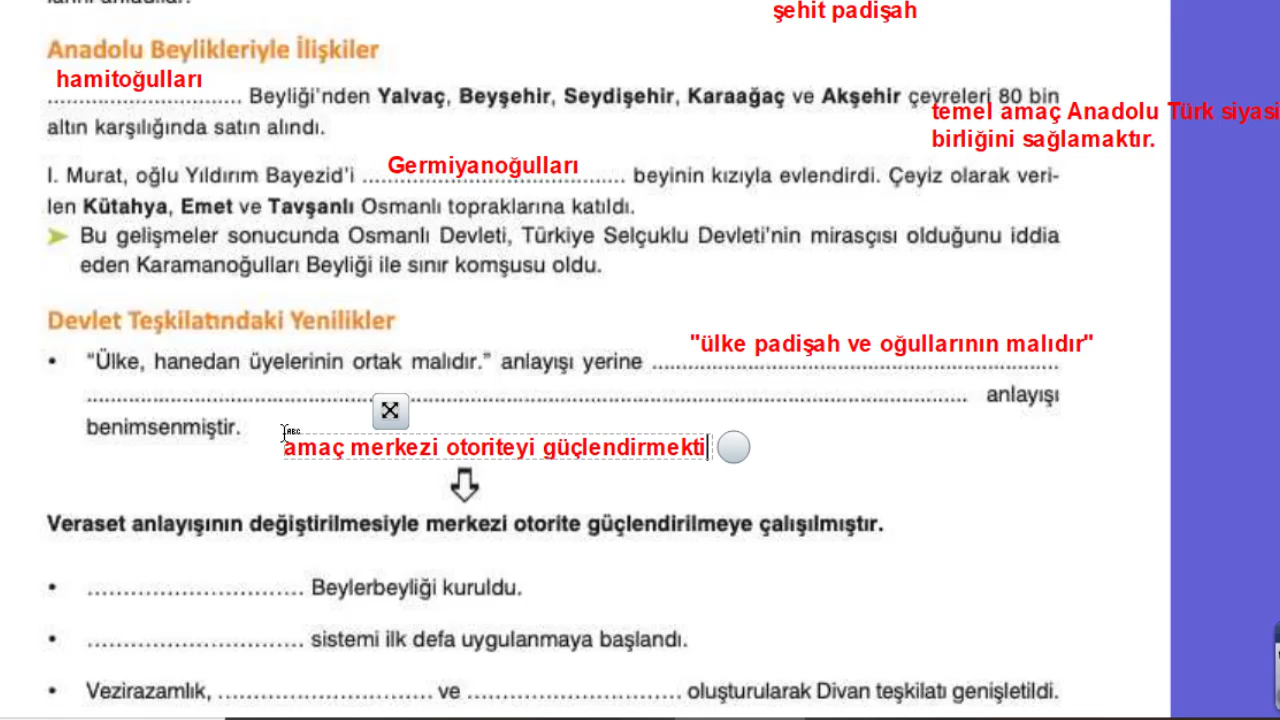 şehit padişah
Anadolu Beylikleriyle İlişkiler
hamitoğulları
............................... Beyliği'nden Yalvaç, Beyşehir, Seydişehir, Karaağaç ve Akşehir çevreleri 80 bin
altın karşılığında satın alındı.
temel amaç Anadolu Türk siyasi
birliğini sağlamaktır.
Germiyanoğulları
I. Murat, oğlu Yıldırım Bayezid'i .......................................... beyinin kızıyla evlendirdi. Çeyiz olarak veri-
len Kütahya, Emet ve Tavşanlı Osmanlı topraklarına katıldı.
➤ Bu gelişmeler sonucunda Osmanlı Devleti, Türkiye Selçuklu Devleti'nin mirasçısı olduğunu iddia
eden Karamanoğulları Beyliği ile sınır komşusu oldu.
Devlet Teşkilatındaki Yenilikler
"ülke padişah ve oğullarının malıdır"
• “Ülke, hanedan üyelerinin ortak malıdır.” anlayışı yerine .................................................................
............................................................................................................................................ anlayışı
benimsenmiştir.
amaç merkezi otoriteyi güçlendirmekti
Veraset anlayışının değiştirilmesiyle merkezi otorite güçlendirilmeye çalışılmıştır.
• .................................. Beylerbeyliği kuruldu.
• .................................. sistemi ilk defa uygulanmaya başlandı.
• Vezirazamlık, .................................. ve .................................. oluşturularak Divan teşkilatı genişletildi.